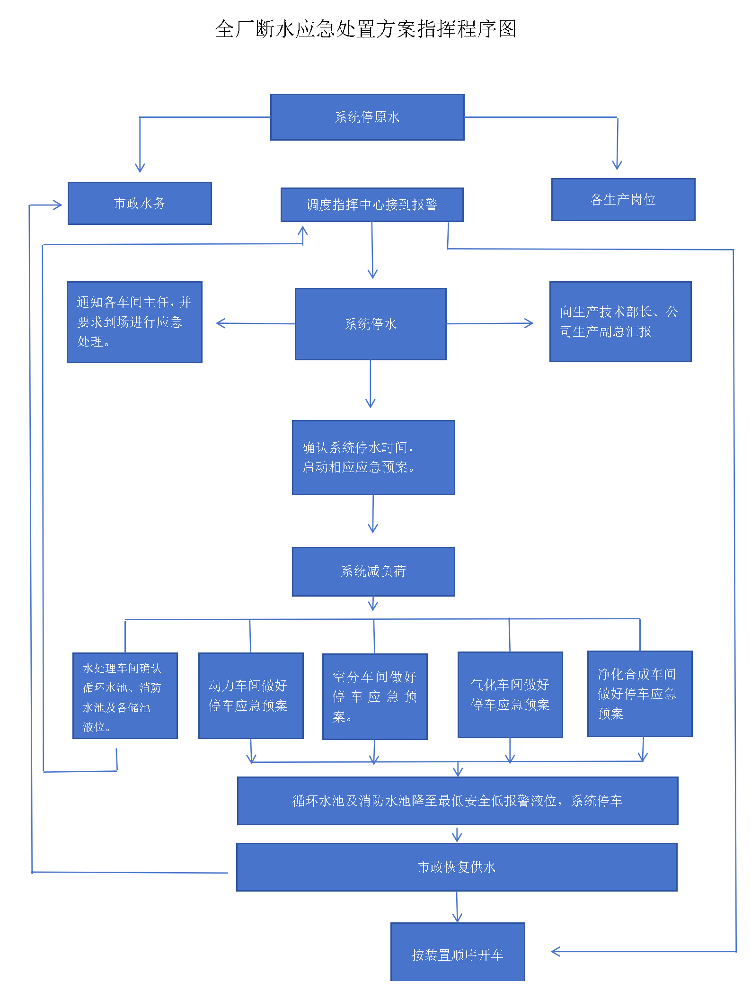 全厂断水应急处置方案指挥程序图
系统停原水
市政水务
调度指挥中心接到报警
各生产岗位
通知各车间主任，并
要求到场进行应急
处理。
系统停水
向生产技术部长、公
司生产副总汇报
确认系统停水时间，
启动相应应急预案。
系统减负荷
水处理车间确认
循环水池、消防
水池及各储池
液位。
动力车间做好
停车应急预案
空分车间做好
停车应急预
案。
气化车间做好
停车应急预案
净化合成车间
做好停车应急
预案
循环水池及消防水池降至最低安全低报警液位，系统停车
市政恢复供水
按装置顺序开车